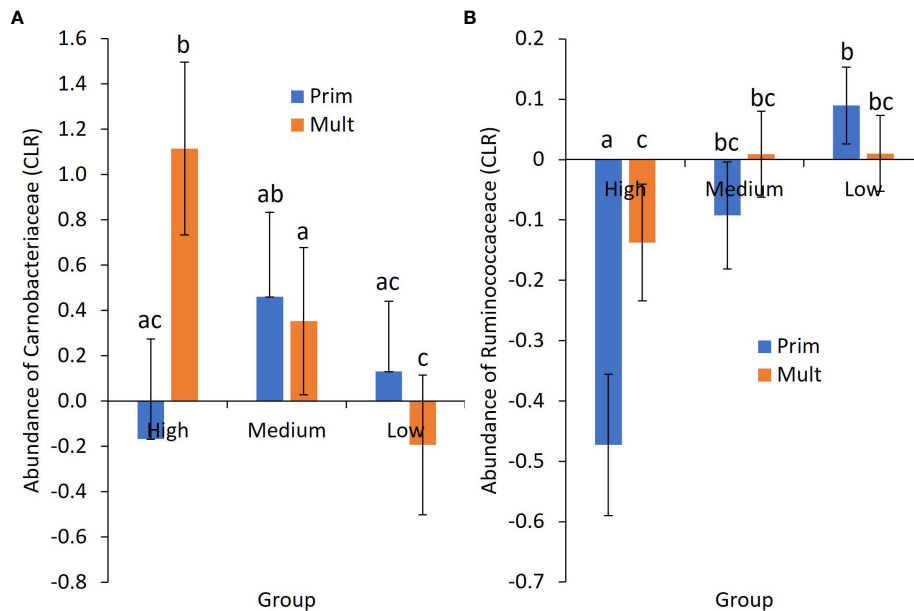 A
Abundance of Carnobacteriaceae (CLR)
1.6
1.4
1.2
1.0
0.8
0.6
0.4
0.2
0.0
-0.2
-0.4
-0.6
-0.8
Prim
Mult
ac
b
ab
a
ac
c
High
Medium
Low
Group
B
Abundance of Ruminococcaceace (CLR)
0.2
0.1
0
-0.1
-0.2
-0.3
-0.4
-0.5
-0.6
-0.7
a
c
bc
bc
b
bc
High
Medium
Low
Prim
Mult
Group